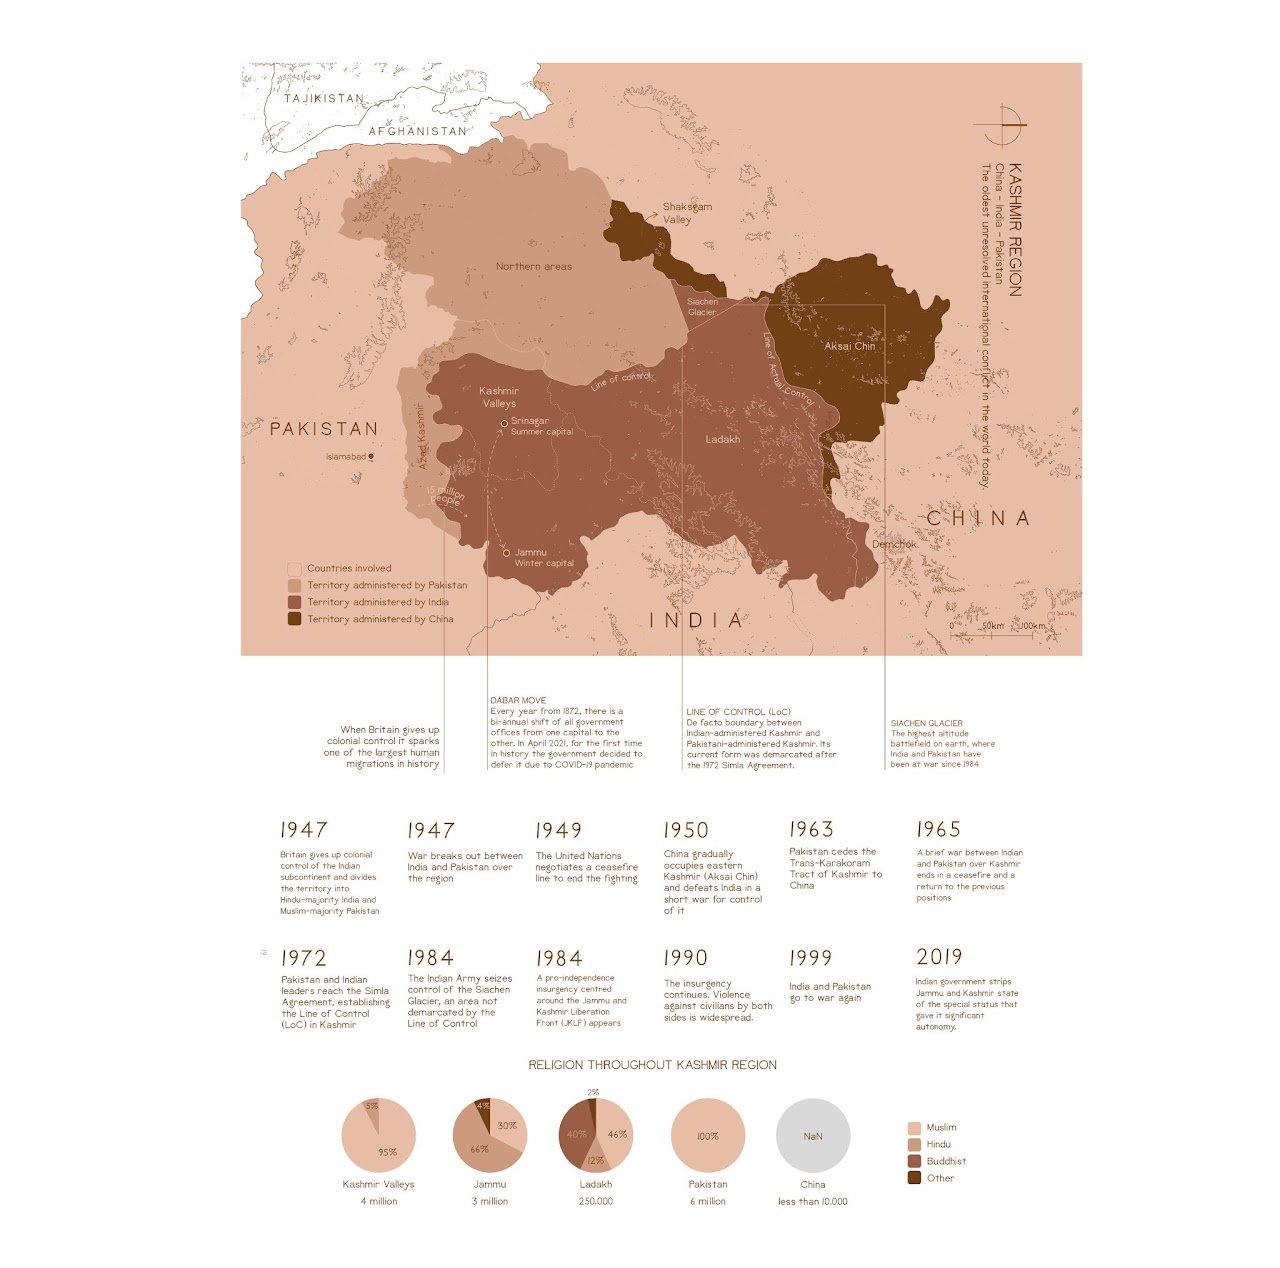 TAJIKISTAN
AFGHANISTAN
KASHMIR REGION
China - India - Pakistan
The oldest unresolved international conflict in the world today.
Shaksgam
Valley
Northern areas
Siachen
Glacier
Aksai Chin
Line of Actual Control
Line of control
Kashmir
Valleys
Srinagar
Summer capital
Ladakh
PAKISTAN
Islamabad
Azad Kashmir
15 million
people
CHINA
Demchok
Jammu
Winter capital
INDIA
0 50km 100km
Countries involved
Territory administered by Pakistan
Territory administered by India
Territory administered by China
When Britain gives up
colonial control it sparks
one of the largest human
migrations in history
DABAR MOVE
Every year from 1872, there is a
bi-annual shift of all government
offices from one capital to the
other. In April 2021, for the first time
in history the government decided to
defer it due to COVID-19 pandemic
LINE OF CONTROL (LoC)
De facto boundary between
Indian-administered Kashmir and
Pakistani-administered Kashmir. Its
current form was demarcated after
the 1972 Simla Agreement.
SIACHEN GLACIER
The highest altitude
battlefield on earth, where
India and Pakistan have
been at war since 1984
1947
Britain gives up colonial
control of the Indian
subcontinent and divides
the territory into
Hindu-majority India and
Muslim-majority Pakistan
1947
War breaks out between
India and Pakistan over
the region
1949
The United Nations
negotiates a ceasefire
line to end the fighting
1950
China gradually
occupies eastern
Kashmir (Aksai Chin)
and defeats India in a
short war for control
of it
1963
Pakistan cedes the
Trans-Karakoram
Tract of Kashmir to
China
1965
A brief war between Indian
and Pakistan over Kashmir
ends in a ceasefire and a
return to the previous
positions
19
1972
Pakistan and Indian
leaders reach the Simla
Agreement, establishing
the Line of Control
(LoC) in Kashmir
1984
The Indian Army seizes
control of the Siachen
Glacier, an area not
demarcated by the
Line of Control
1984
A pro-independence
insurgency centred
around the Jammu and
Kashmir Liberation
Front (JKLF) appears
1990
The insurgency
continues. Violence
against civilians by both
sides is widespread.
1999
India and Pakistan
go to war again
2019
Indian government strips
Jammu and Kashmir state
of the special status that
gave it significant
autonomy.
RELIGION THROUGHOUT KASHMIR REGION
5%
95%
Kashmir Valleys
4 million
4%
30%
66%
Jammu
3 million
2%
40%
46%
12%
Ladakh
250.000
100%
Pakistan
6 million
NaN
China
less than 10.000
Muslim
Hindu
Buddhist
Other